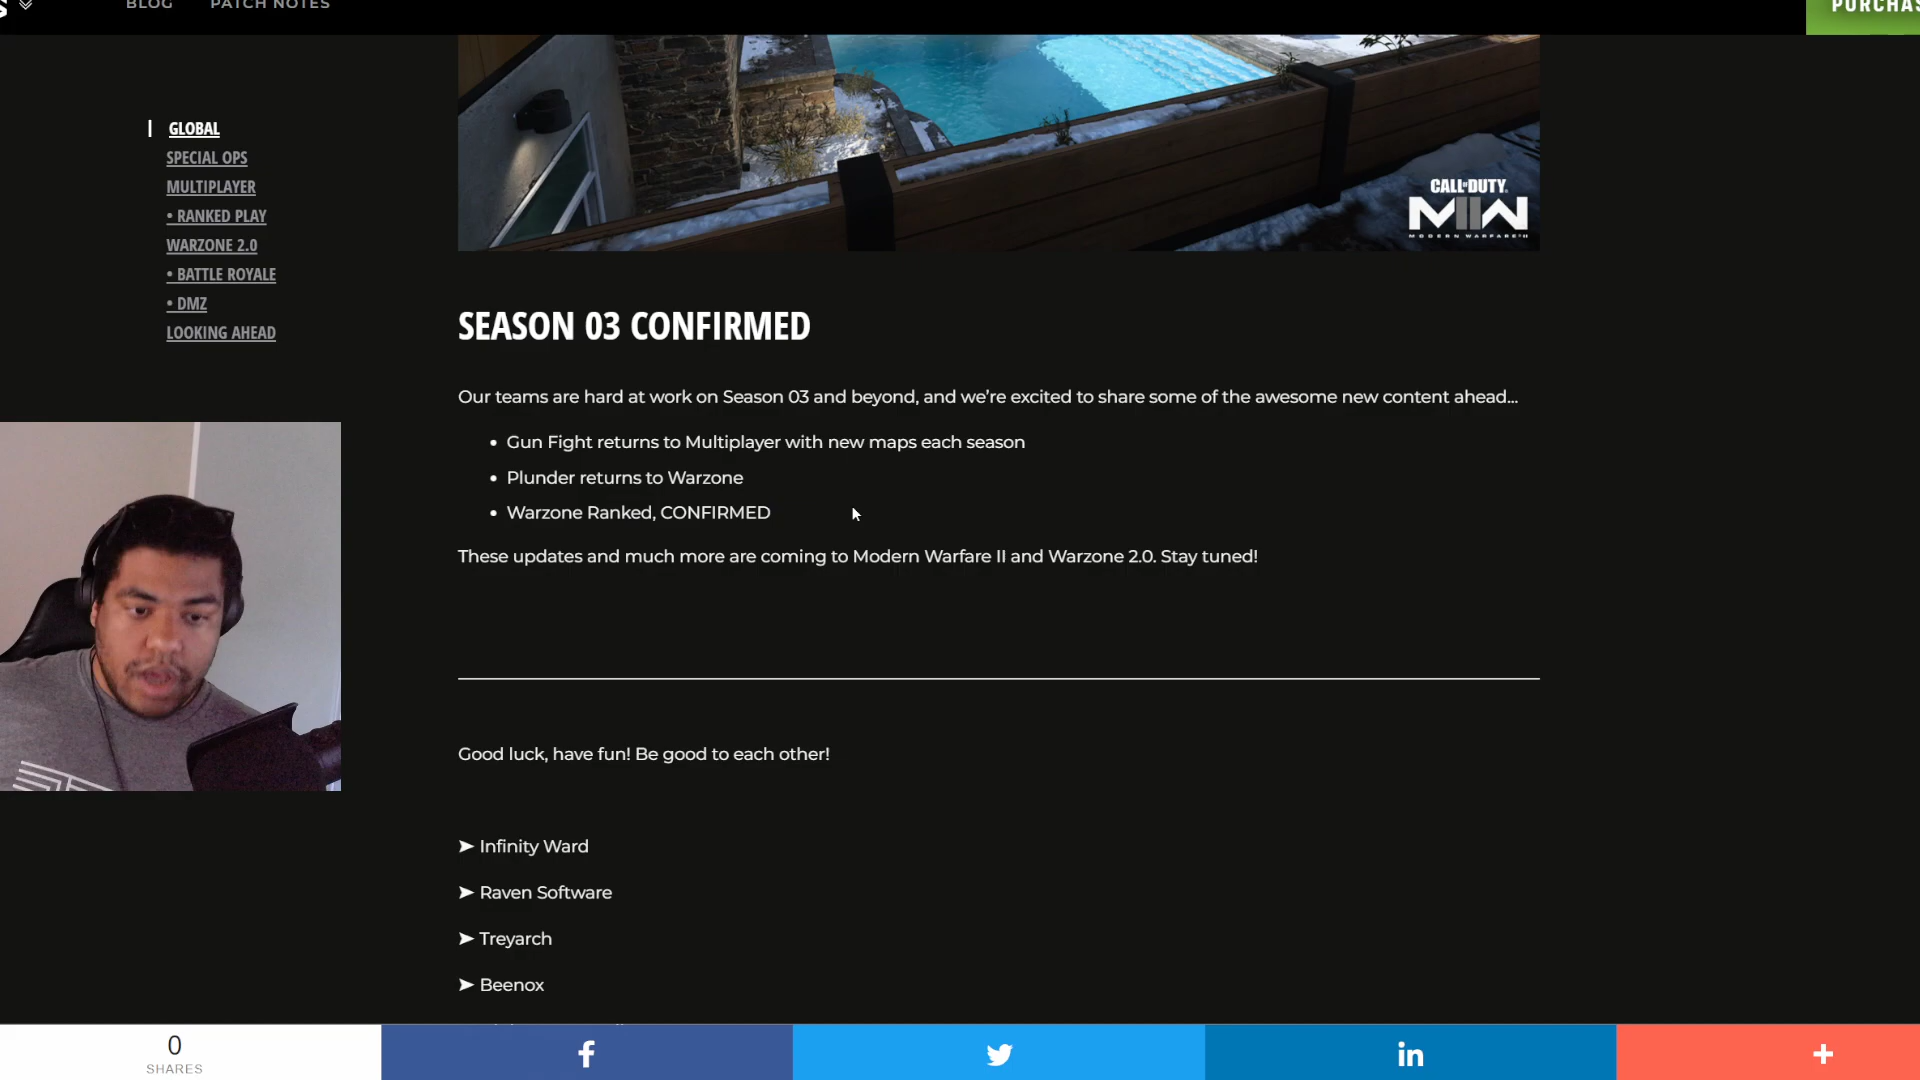 BLOG PATCH NOTES
GLOBAL
SPECIAL OPS
MULTIPLAYER
• RANKED PLAY
WARZONE 2.0
• BATTLE ROYALE
• DMZ
LOOKING AHEAD
CALL OF DUTY
MWII
MODERN WARFARE II
SEASON 03 CONFIRMED
Our teams are hard at work on Season 03 and beyond, and we're excited to share some of the awesome new content ahead...
• Gun Fight returns to Multiplayer with new maps each season
• Plunder returns to Warzone
• Warzone Ranked, CONFIRMED
These updates and much more are coming to Modern Warfare II and Warzone 2.0. Stay tuned!
Good luck, have fun! Be good to each other!
➤ Infinity Ward
➤ Raven Software
➤ Treyarch
➤ Beenox
0
SHARES